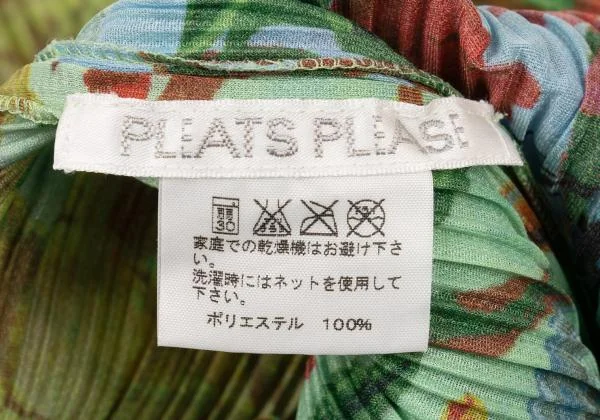 PLEATS PLEASE
弱 30
家庭での乾燥機はお避け下さ
い。
洗濯時にはネットを使用して
下さい。
ポリエステル 100%